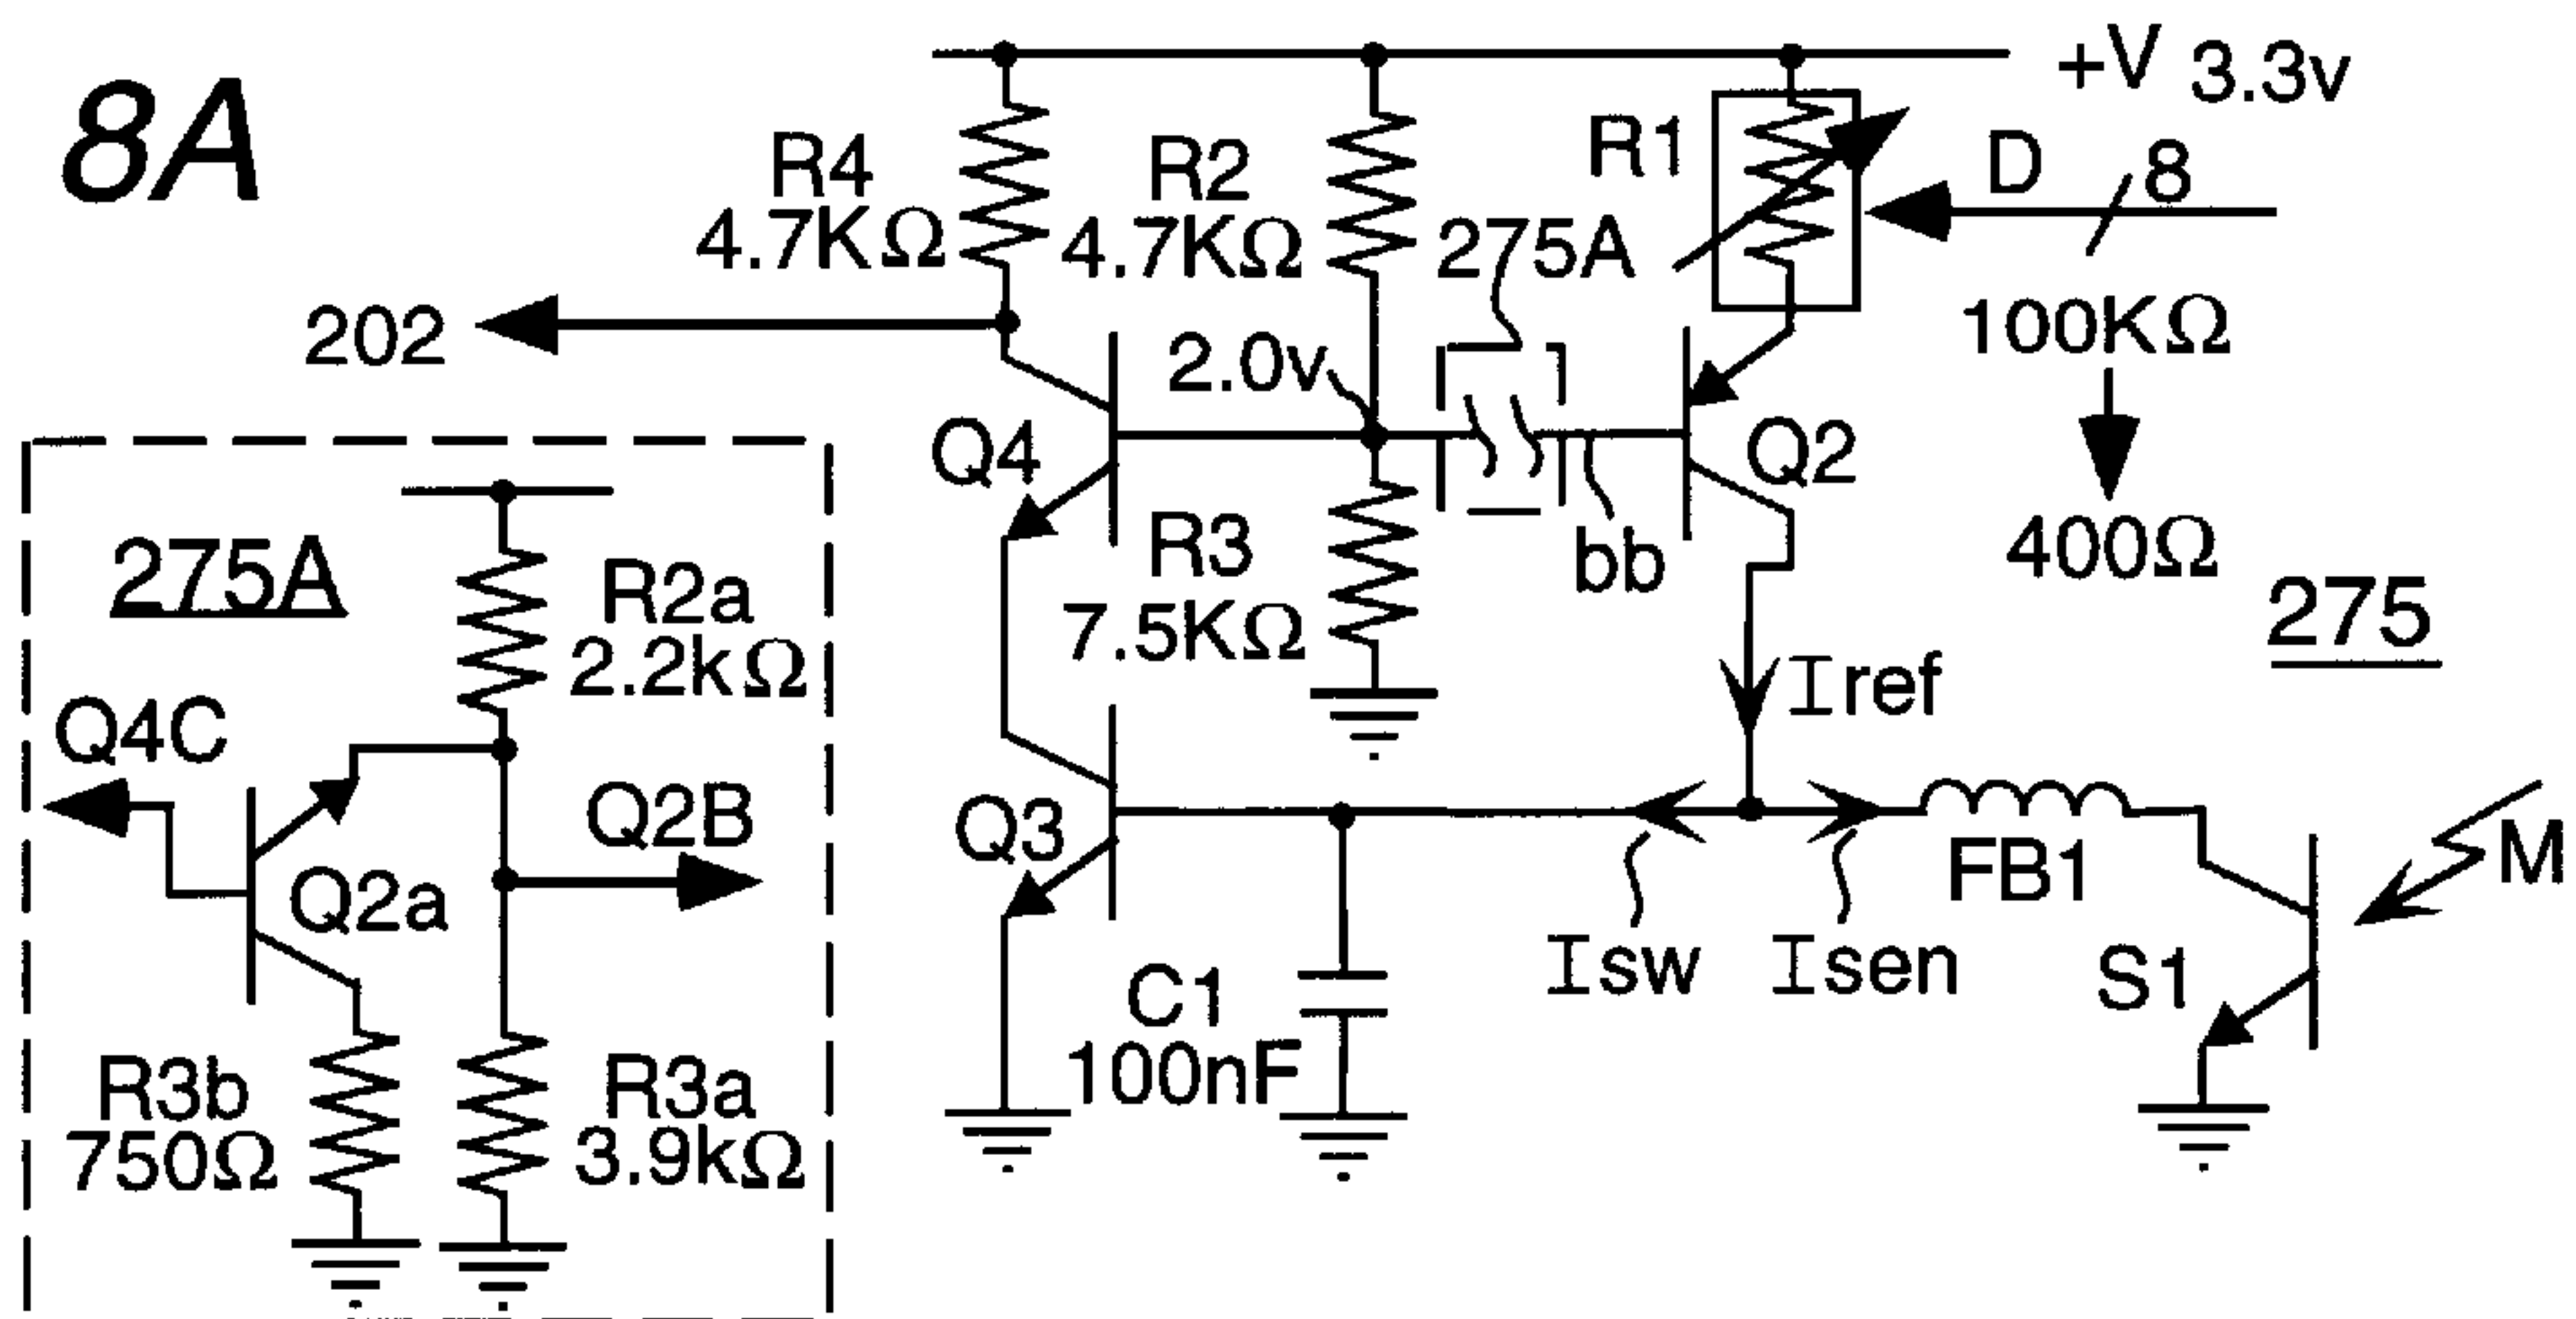 8A
+V 3.3v
R4
4.7KΩ
R2
4.7KΩ
R1
275A
D
8
100KΩ
400Ω
202
2.0v
Q4
Q2
bb
R3
7.5KΩ
275
Iref
275A
R2a
2.2kΩ
Q4C
Q2B
Q2a
R3b
750Ω
R3a
3.9kΩ
Q3
C1
100nF
Isw
Isen
FB1
S1
M